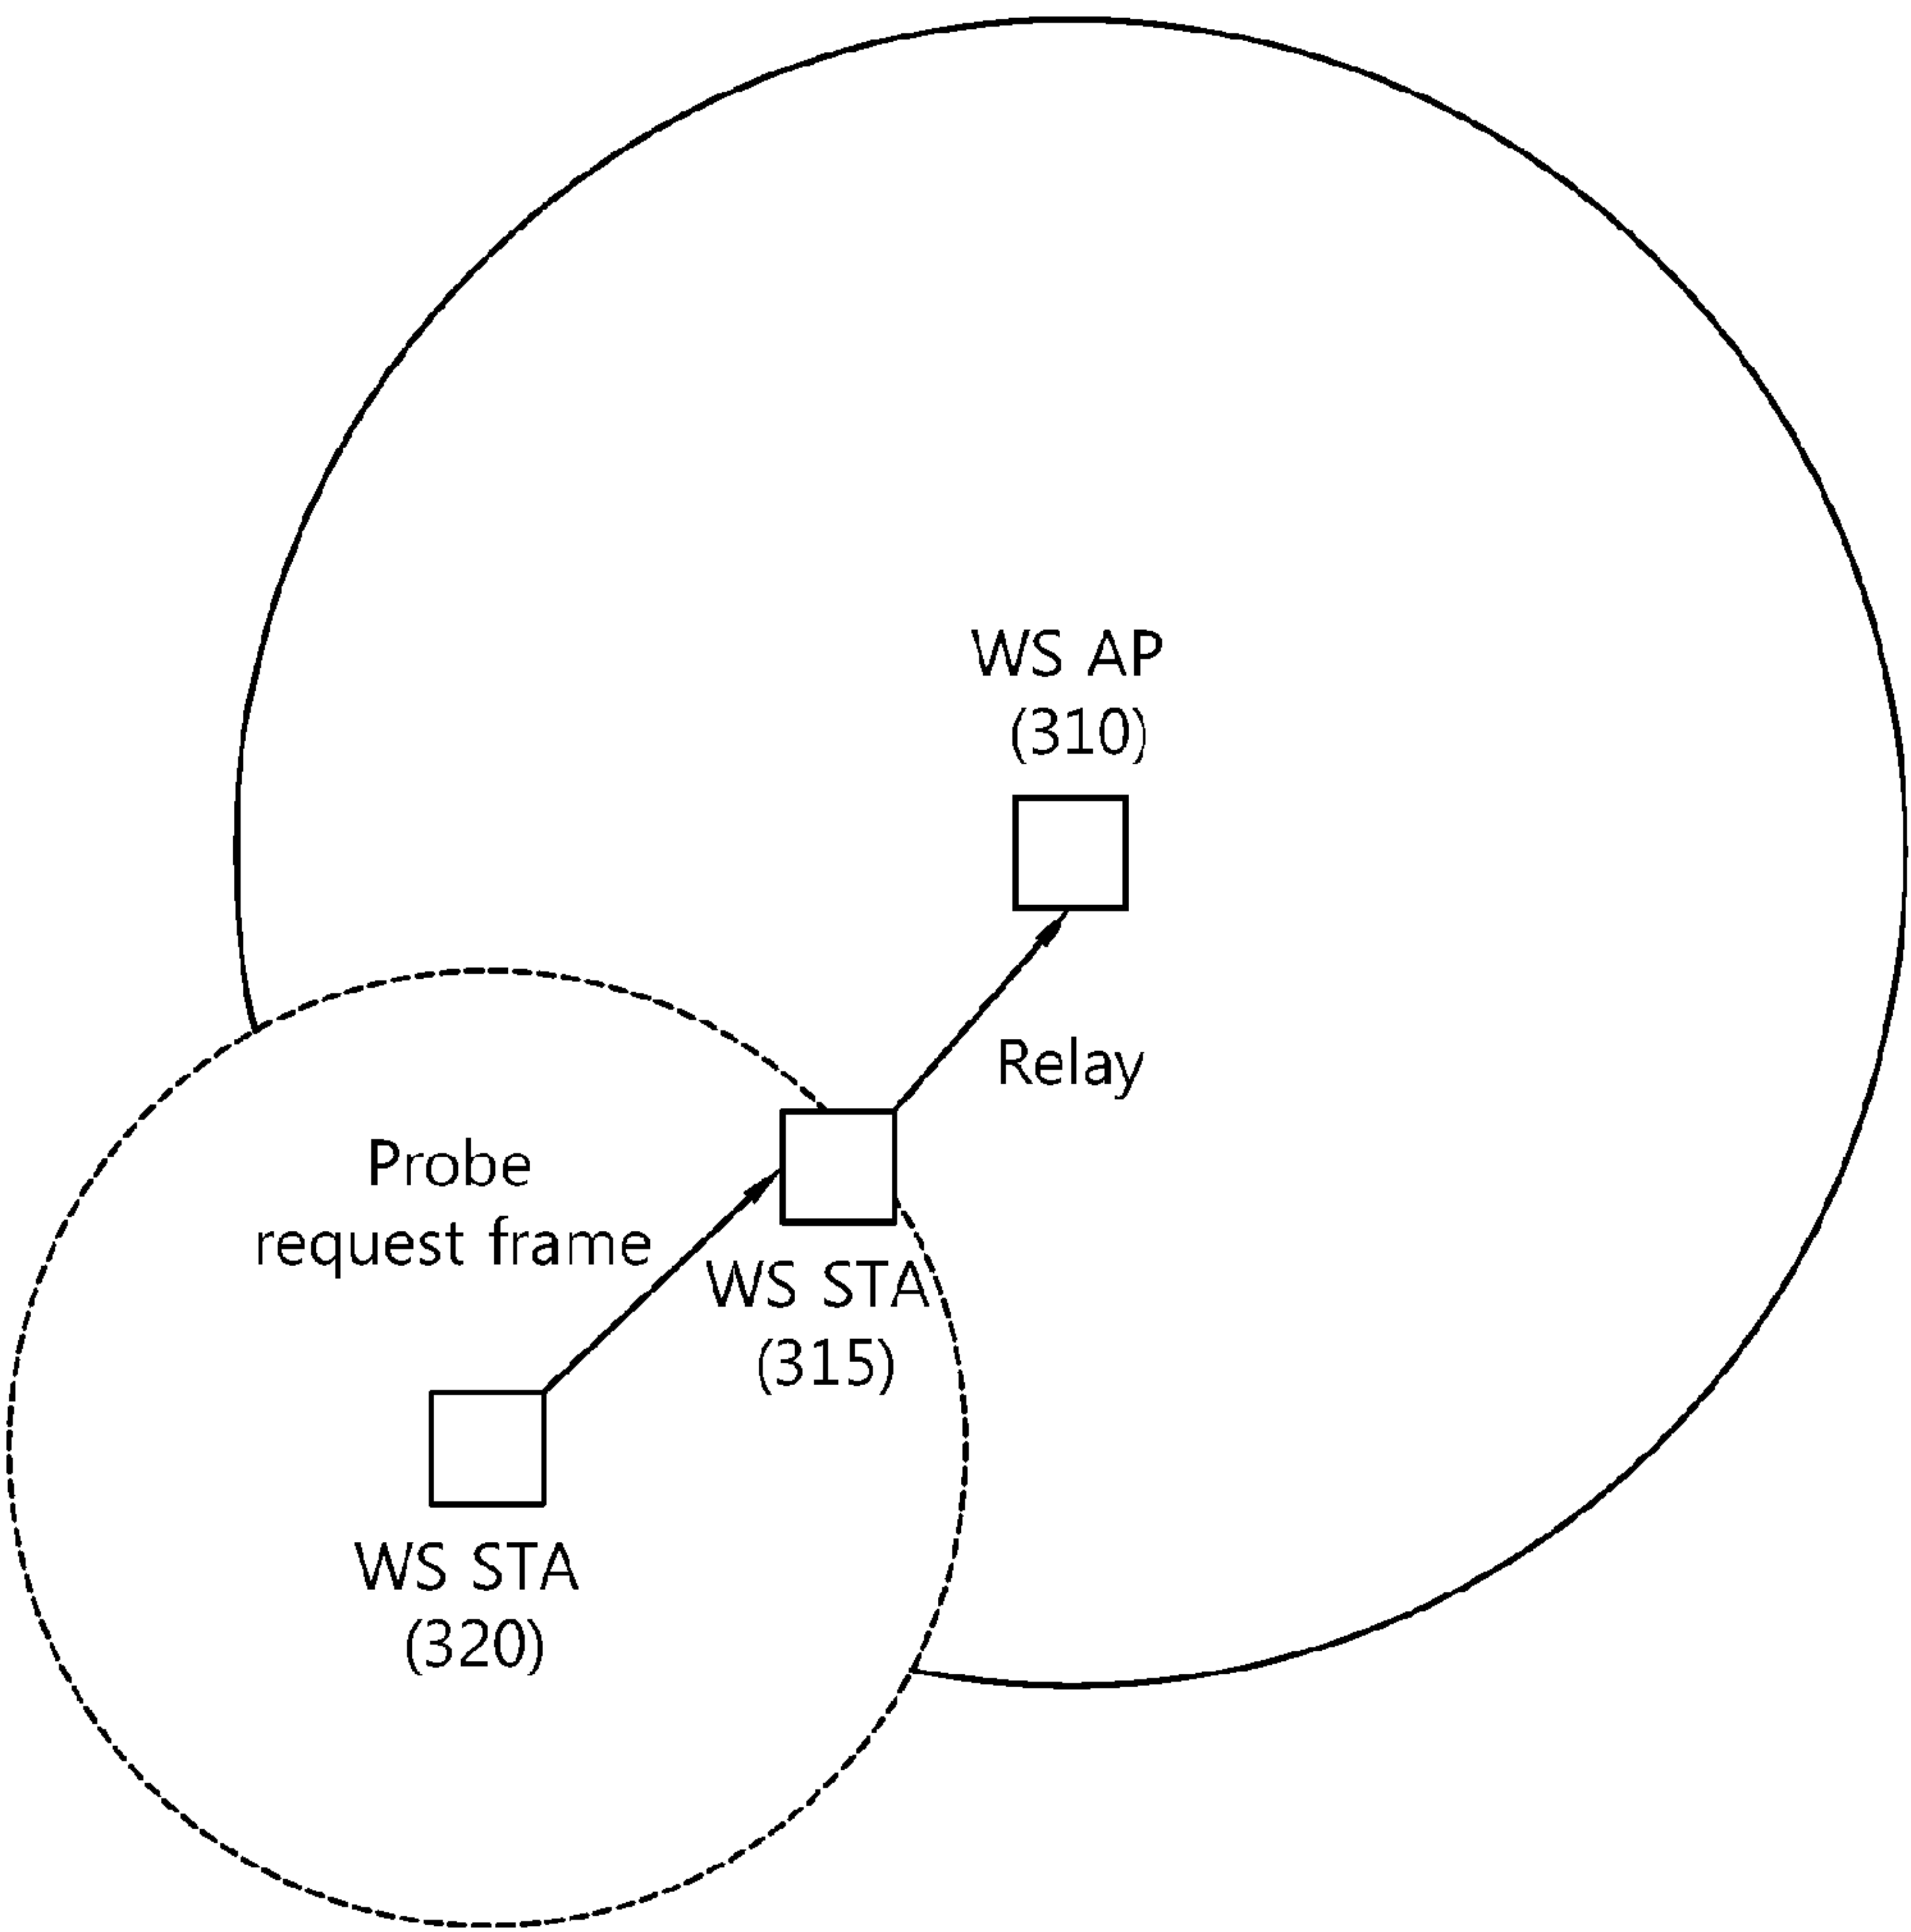 WS AP
(310)
Relay
Probe
request frame
WS STA
(315)
WS STA
(320)